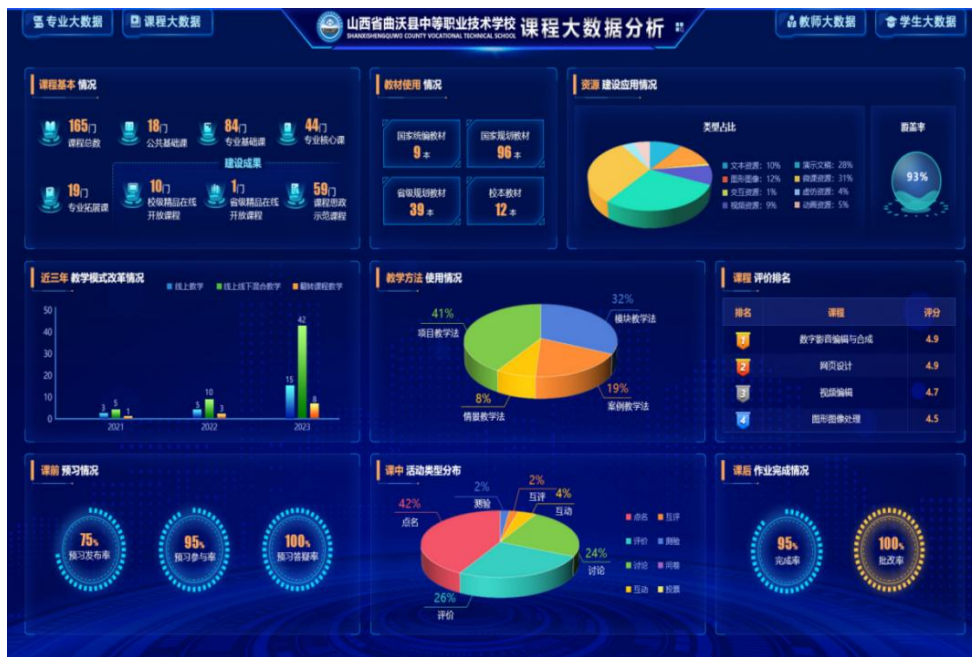 专业大数据
课程大数据
山西省曲沃县中等职业技术学校
SHANXISHENGQUWO COUNTY VOCATIONAL TECHNICAL SCHOOL
课程大数据分析
教师大数据
学生大数据
课程基本 情况
165门
课程总数
18门
公共基础课
84门
专业基础课
44门
专业核心课
建设成果
19门
专业拓展课
10门
校级精品在线
开放课程
1门
省级精品在线
开放课程
59门
课程思政
示范课程
教材使用 情况
国家统编教材
9 本
国家规划教材
96 本
省级规划教材
39 本
校本教材
12 本
资源 建设应用情况
类型占比
文本资源：10%
演示文稿：28%
图形图像：12%
微课资源：31%
交互资源：1%
虚仿资源：4%
视频资源：9%
动画资源：5%
覆盖率
93%
近三年 教学模式改革情况
线上教学
线上线下混合教学
翻转课程教学
50
40
30
20
10
0
3
5
1
5
10
3
15
42
8
2021
2022
2023
教学方法 使用情况
41%
项目教学法
32%
模块教学法
8%
情景教学法
19%
案例教学法
课程 评价排名
排名 课程 评分
1 数字影音编辑与合成 4.9
2 网页设计 4.9
3 视频编辑 4.7
4 图形图像处理 4.5
课前 预习情况
75%
预习发布率
95%
预习参与率
100%
预习答疑率
课中 活动类型分布
42%
点名
2%
测验
2%
互评
4%
互动
24%
讨论
26%
评价
点名 互评
评价 测验
讨论 问卷
互动 投票
课后 作业完成情况
95%
完成率
100%
批改率